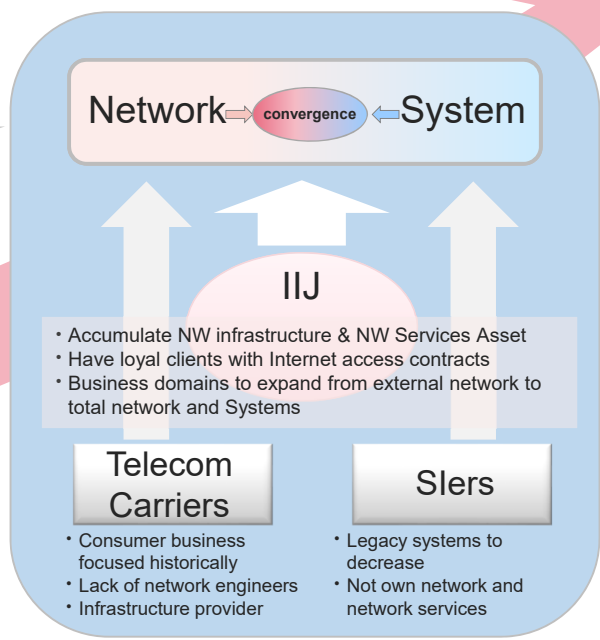 Network convergence System
IIJ
• Accumulate NW infrastructure & NW Services Asset
• Have loyal clients with Internet access contracts
• Business domains to expand from external network to
total network and Systems
Telecom
Carriers
• Consumer business
focused historically
• Lack of network engineers
• Infrastructure provider
SIers
• Legacy systems to
decrease
• Not own network and
network services